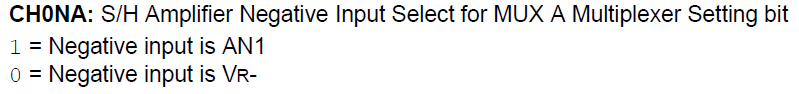 CH0NA: S/H Amplifier Negative Input Select for MUX A Multiplexer Setting bit
1 = Negative input is AN1
0 = Negative input is VR-